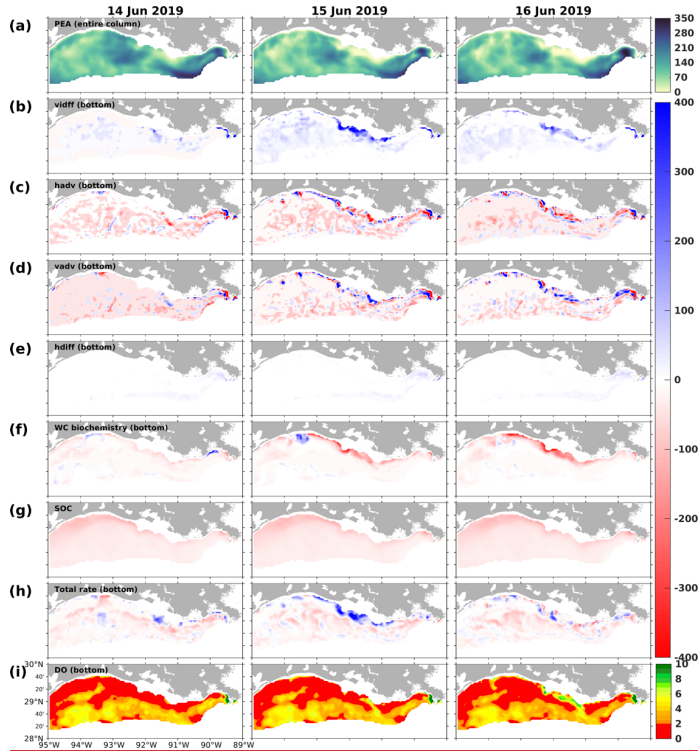 14 Jun 2019 15 Jun 2019 16 Jun 2019
(a) PEA (entire column)
350
280
210
140
70
0
(b) vidff (bottom)
400
(c) hadv (bottom)
300
200
(d) vadv (bottom)
100
(e) hdiff (bottom)
0
(f) WC biochemistry (bottom)
-100
(g) SOC
-200
(h) Total rate (bottom)
-300
-400
(i) DO (bottom)
30°N
20'
40'
29°N
20'
40'
28°N
10
8
6
4
2
0
95°W 94°W 93°W 92°W 91°W 90°W 89°W